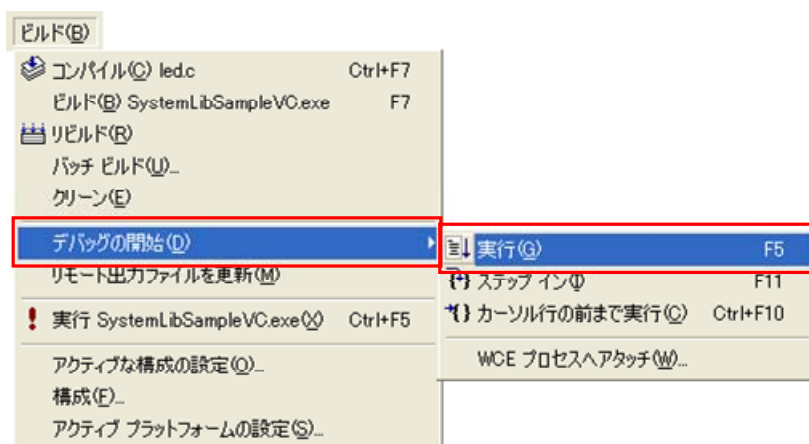 ビルド(B)
コンパイル(C) led.c Ctrl+F7
ビルド(B) SystemLibSampleVC.exe F7
リビルド(R)
バッチ ビルド(U)...
クリーン(E)
デバッグの開始(D)
実行(G) F5
ステップ イン(I) F11
カーソル行の前まで実行(C) Ctrl+F10
WCE プロセスへアタッチ(W)...
リモート出力ファイルを更新(M)
実行 SystemLibSampleVC.exe(X) Ctrl+F5
アクティブな構成の設定(O)...
構成(F)...
アクティブ プラットフォームの設定(S)...